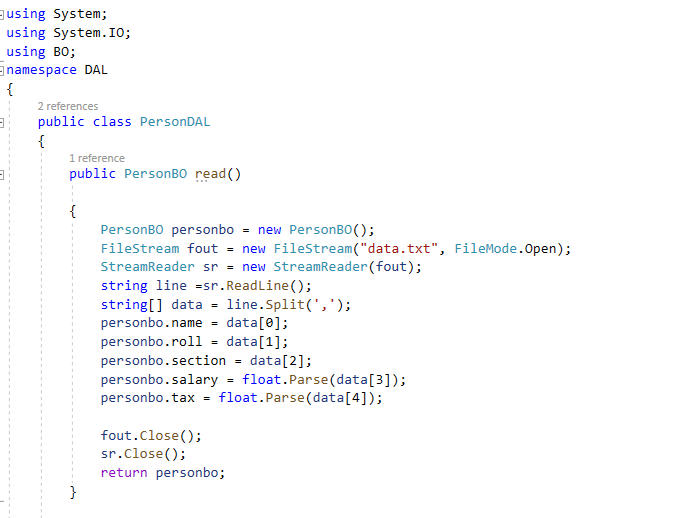 using System;
using System.IO;
using BO;
namespace DAL
{
2 references
public class PersonDAL
{
1 reference
public PersonBO read()
{
PersonBO personbo = new PersonBO();
FileStream fout = new FileStream("data.txt", FileMode.Open);
StreamReader sr = new StreamReader(fout);
string line =sr.ReadLine();
string[] data = line.Split(',');
personbo.name = data[0];
personbo.roll = data[1];
personbo.section = data[2];
personbo.salary = float.Parse(data[3]);
personbo.tax = float.Parse(data[4]);
fout.Close();
sr.Close();
return personbo;
}